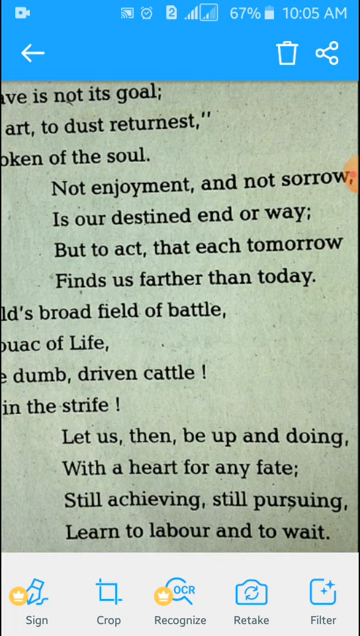 2
67%
10:05 AM
is not its goal;
art, to dust returnest,"
of the soul.
Not enjoyment, and not sorrow,
Is our destined end or way;
But to act, that each tomorrow
Finds us farther than today.
broad field of battle,
of Life,
dumb, driven cattle !
in the strife !
Let us, then, be up and doing,
With a heart for any fate;
Still achieving, still pursuing,
Learn to labour and to wait.
OCR
Sign
Crop
Recognize
Retake
Filter